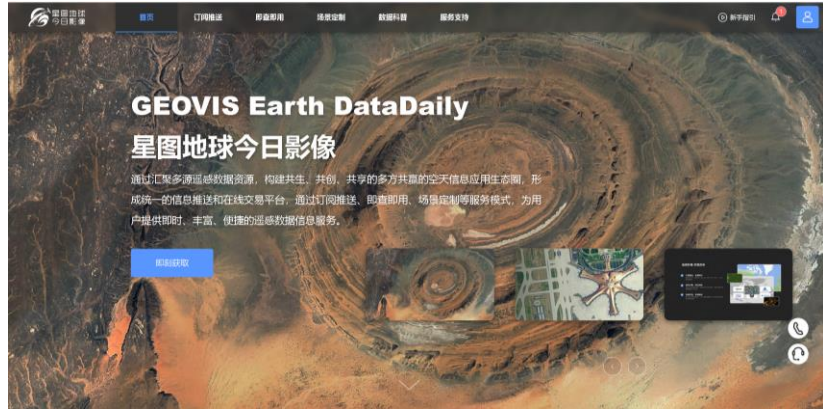 星图地球
今日影像
首页 订阅推送 即查即用 场景定制 数据科普 服务支持
新手指引
1
GEOVIS Earth DataDaily
星图地球今日影像
通过汇聚多源遥感数据资源，构建共生、共创、共享的多方共赢的空天信息应用生态圈，形
成统一的信息推送和在线交易平台，通过订阅推送、即查即用、场景定制等服务模式，为用
户提供即时、丰富、便捷的遥感数据信息服务。
即刻获取